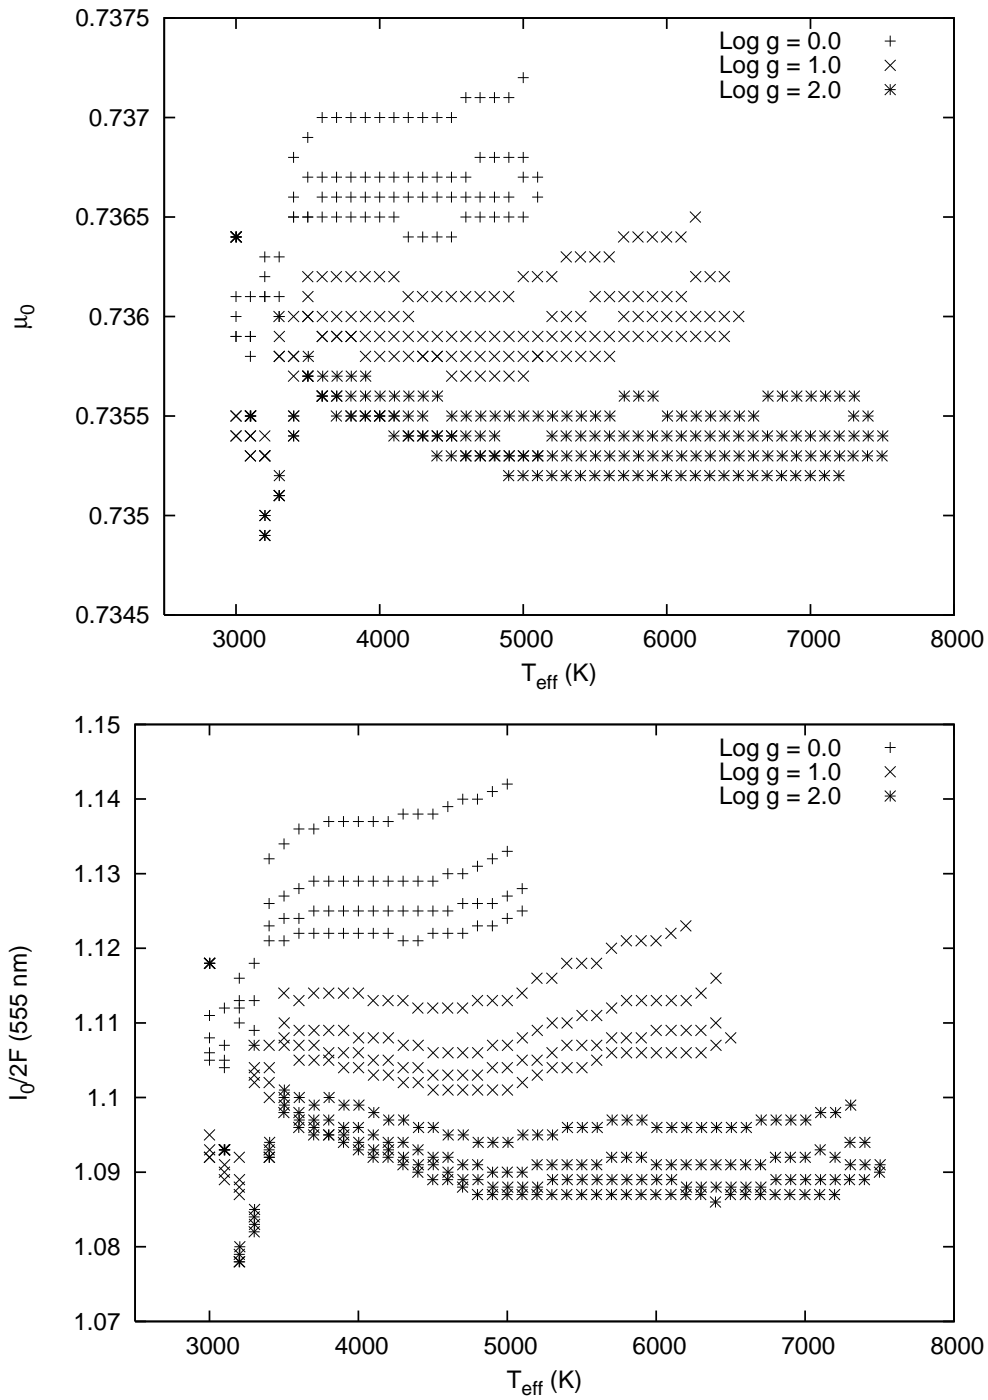 0.7375
0.737
0.7365
0.736
0.7355
0.735
0.7345
μ0
Log g = 0.0
Log g = 1.0
Log g = 2.0
3000 4000 5000 6000 7000 8000
Teff (K)
1.15
1.14
1.13
1.12
1.11
1.1
1.09
1.08
1.07
I0/2F (555 nm)
Log g = 0.0
Log g = 1.0
Log g = 2.0
3000 4000 5000 6000 7000 8000
Teff (K)